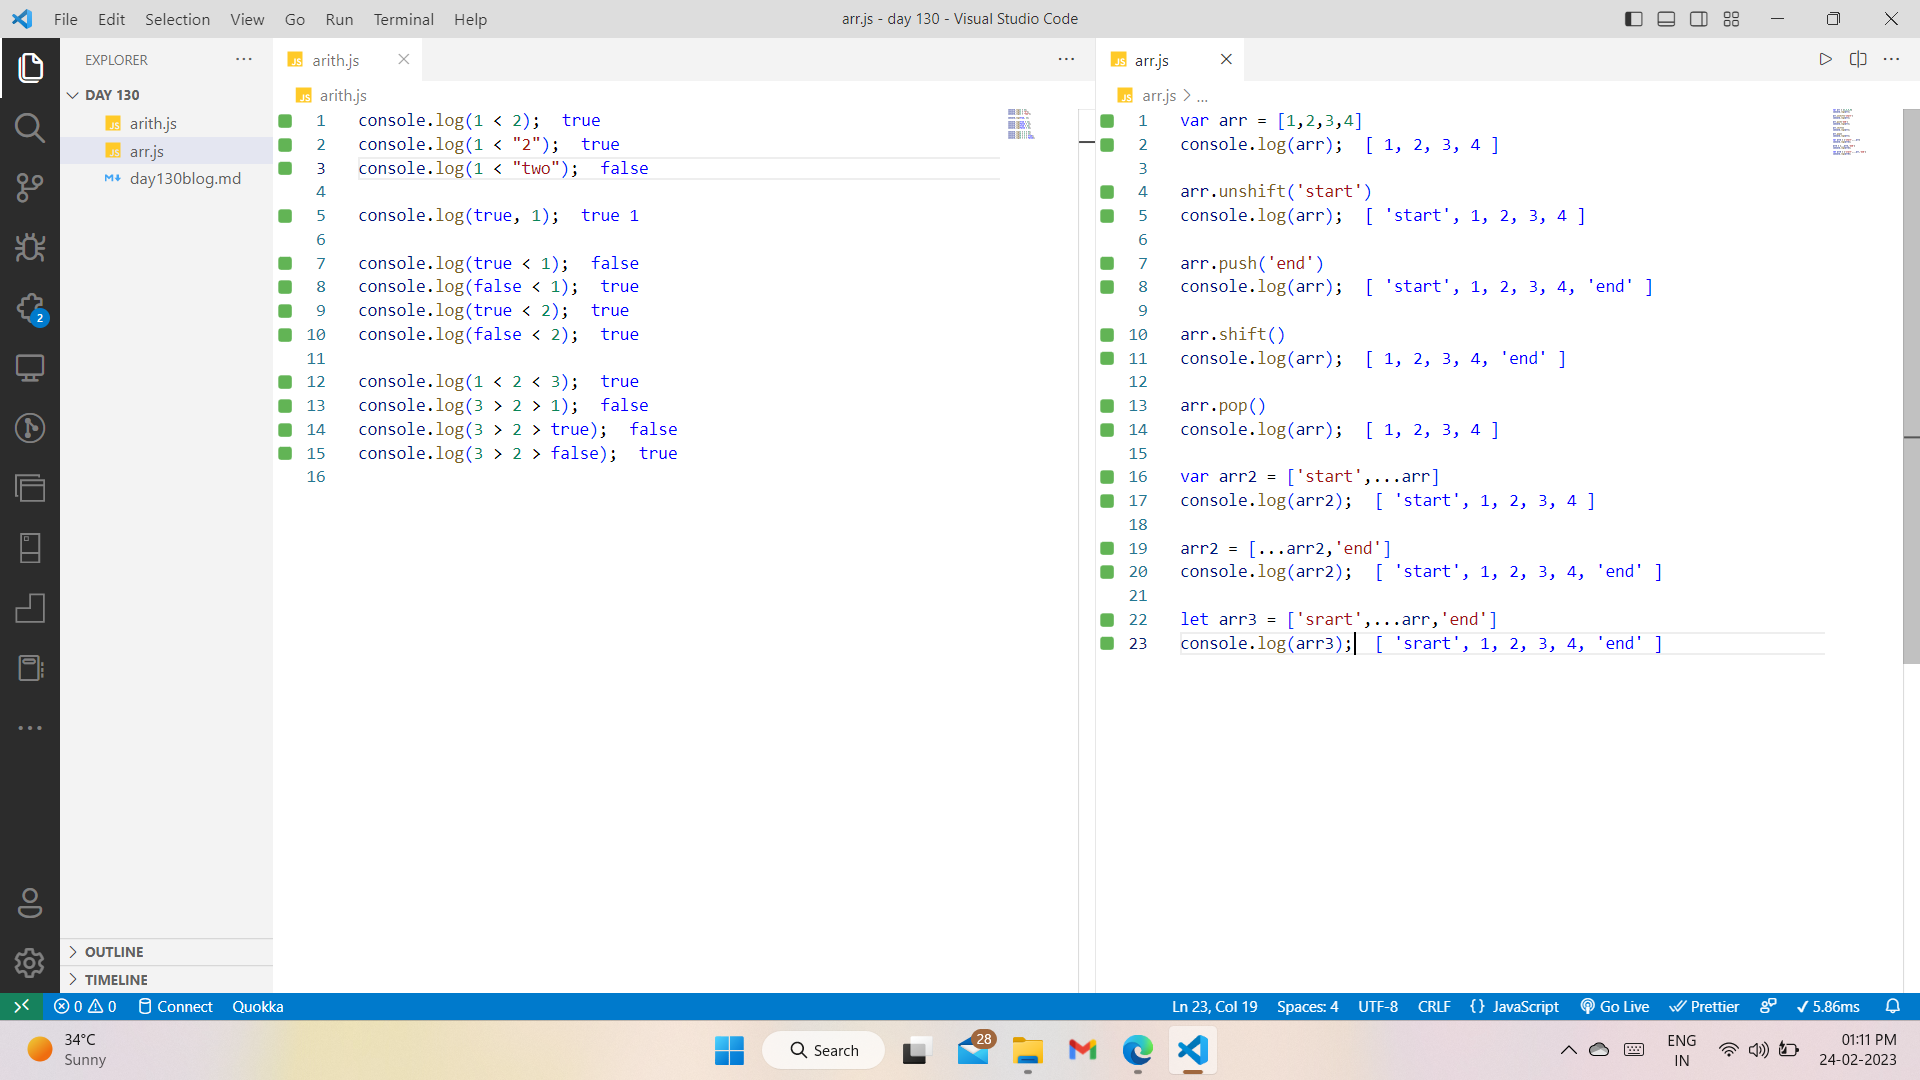 File Edit Selection View Go Run Terminal Help
arr.js - day 130 - Visual Studio Code
EXPLORER
DAY 130
arith.js
arr.js
day130blog.md
OUTLINE
TIMELINE
2
arith.js
arith.js
1 console.log(1 < 2); true
2 console.log(1 < "2"); true
3 console.log(1 < "two"); false
4
5 console.log(true, 1); true 1
6
7 console.log(true < 1); false
8 console.log(false < 1); true
9 console.log(true < 2); true
10 console.log(false < 2); true
11
12 console.log(1 < 2 < 3); true
13 console.log(3 > 2 > 1); false
14 console.log(3 > 2 > true); false
15 console.log(3 > 2 > false); true
16
arr.js
arr.js > ...
1 var arr = [1,2,3,4]
2 console.log(arr); [ 1, 2, 3, 4 ]
3
4 arr.unshift('start')
5 console.log(arr); [ 'start', 1, 2, 3, 4 ]
6
7 arr.push('end')
8 console.log(arr); [ 'start', 1, 2, 3, 4, 'end' ]
9
10 arr.shift()
11 console.log(arr); [ 1, 2, 3, 4, 'end' ]
12
13 arr.pop()
14 console.log(arr); [ 1, 2, 3, 4 ]
15
16 var arr2 = ['start',...arr]
17 console.log(arr2); [ 'start', 1, 2, 3, 4 ]
18
19 arr2 = [...arr2,'end']
20 console.log(arr2); [ 'start', 1, 2, 3, 4, 'end' ]
21
22 let arr3 = ['srart',...arr,'end']
23 console.log(arr3); [ 'srart', 1, 2, 3, 4, 'end' ]
0 0 Connect Quokka
Ln 23, Col 19 Spaces: 4 UTF-8 CRLF {} JavaScript Go Live Prettier 5.86ms
34°C
Sunny
Search
28
ENG
IN
01:11 PM
24-02-2023